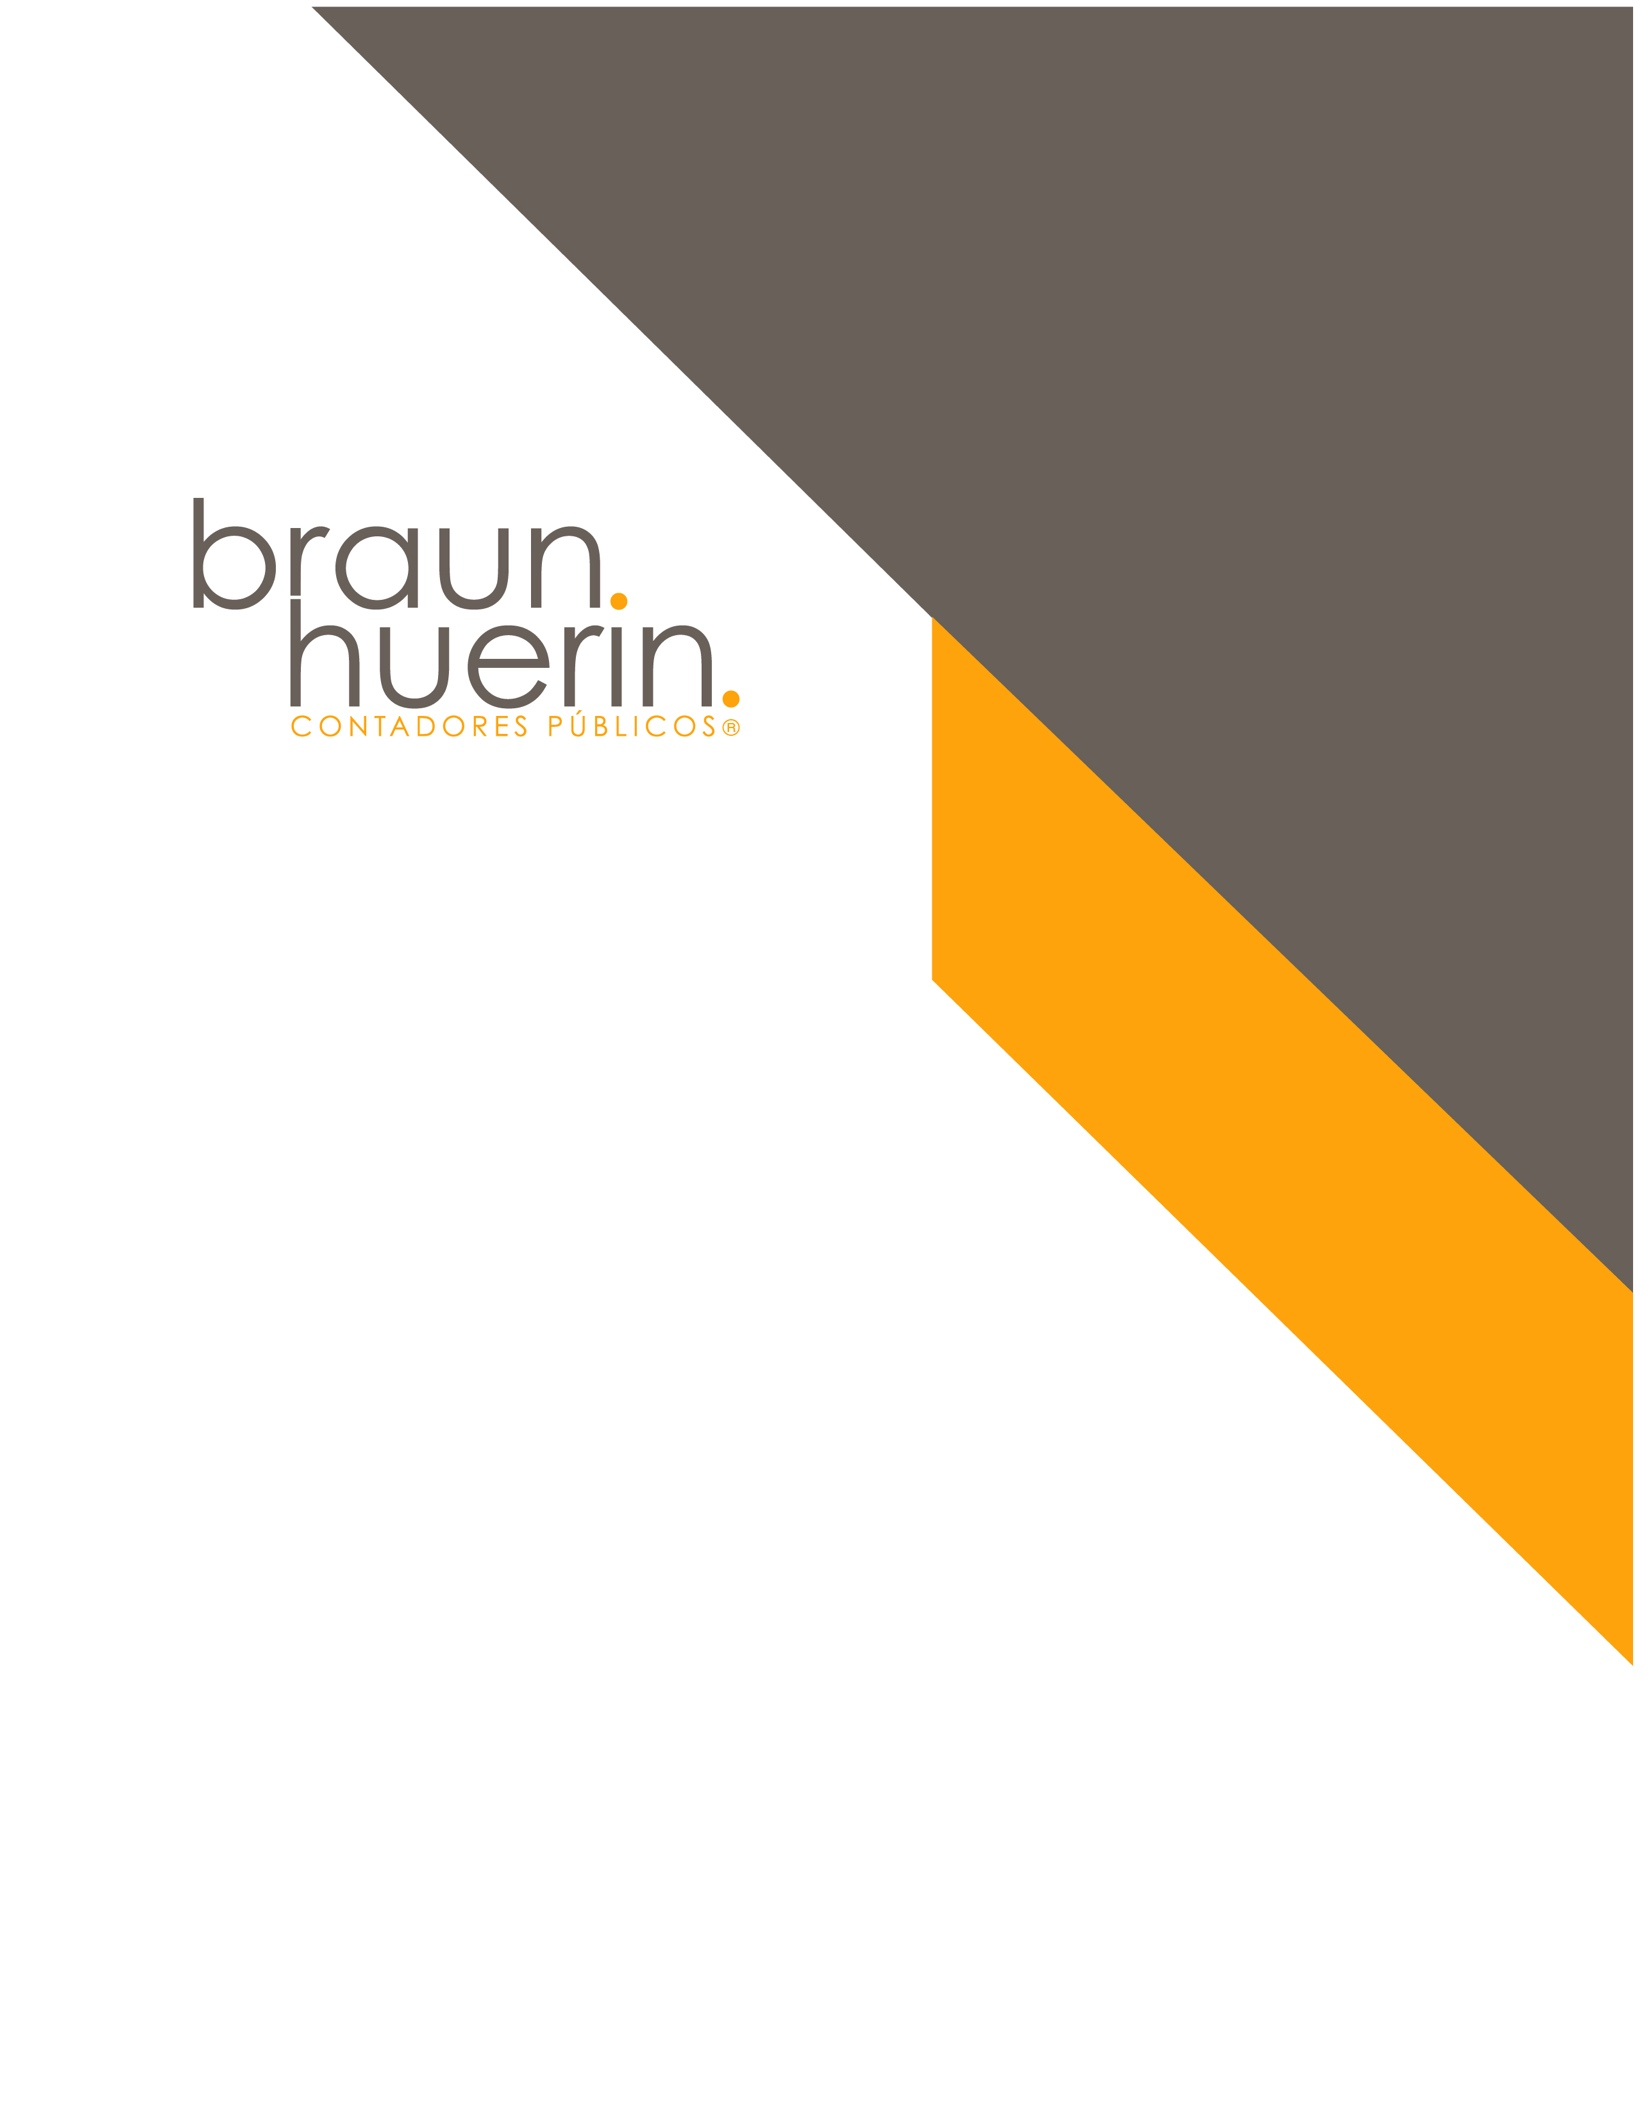 braun.
huerin.
CONTADORES PÚBLICOS®